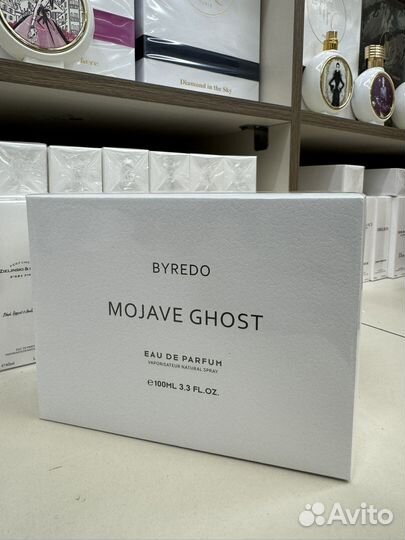 Diamond in the Sky
BYREDO
MOJAVE GHOST
EAU DE PARFUM
VAPORISATEUR NATURAL SPRAY
℮100ML 3.3 FL.OZ.
Avito